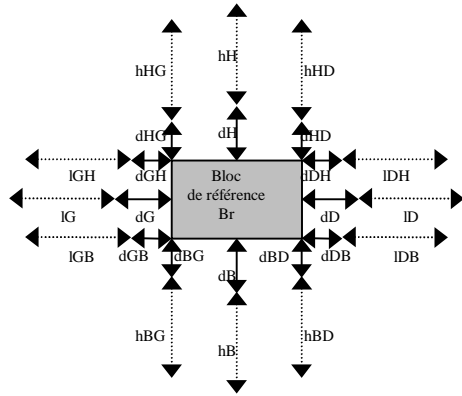 hHG hH hHD
dHG dH dHD
lGH dGH Bloc dDH lDH
de référence
lG dG Br dD lD
lGB dGB dBG dB dBD dDB lDB
hBG hB hBD